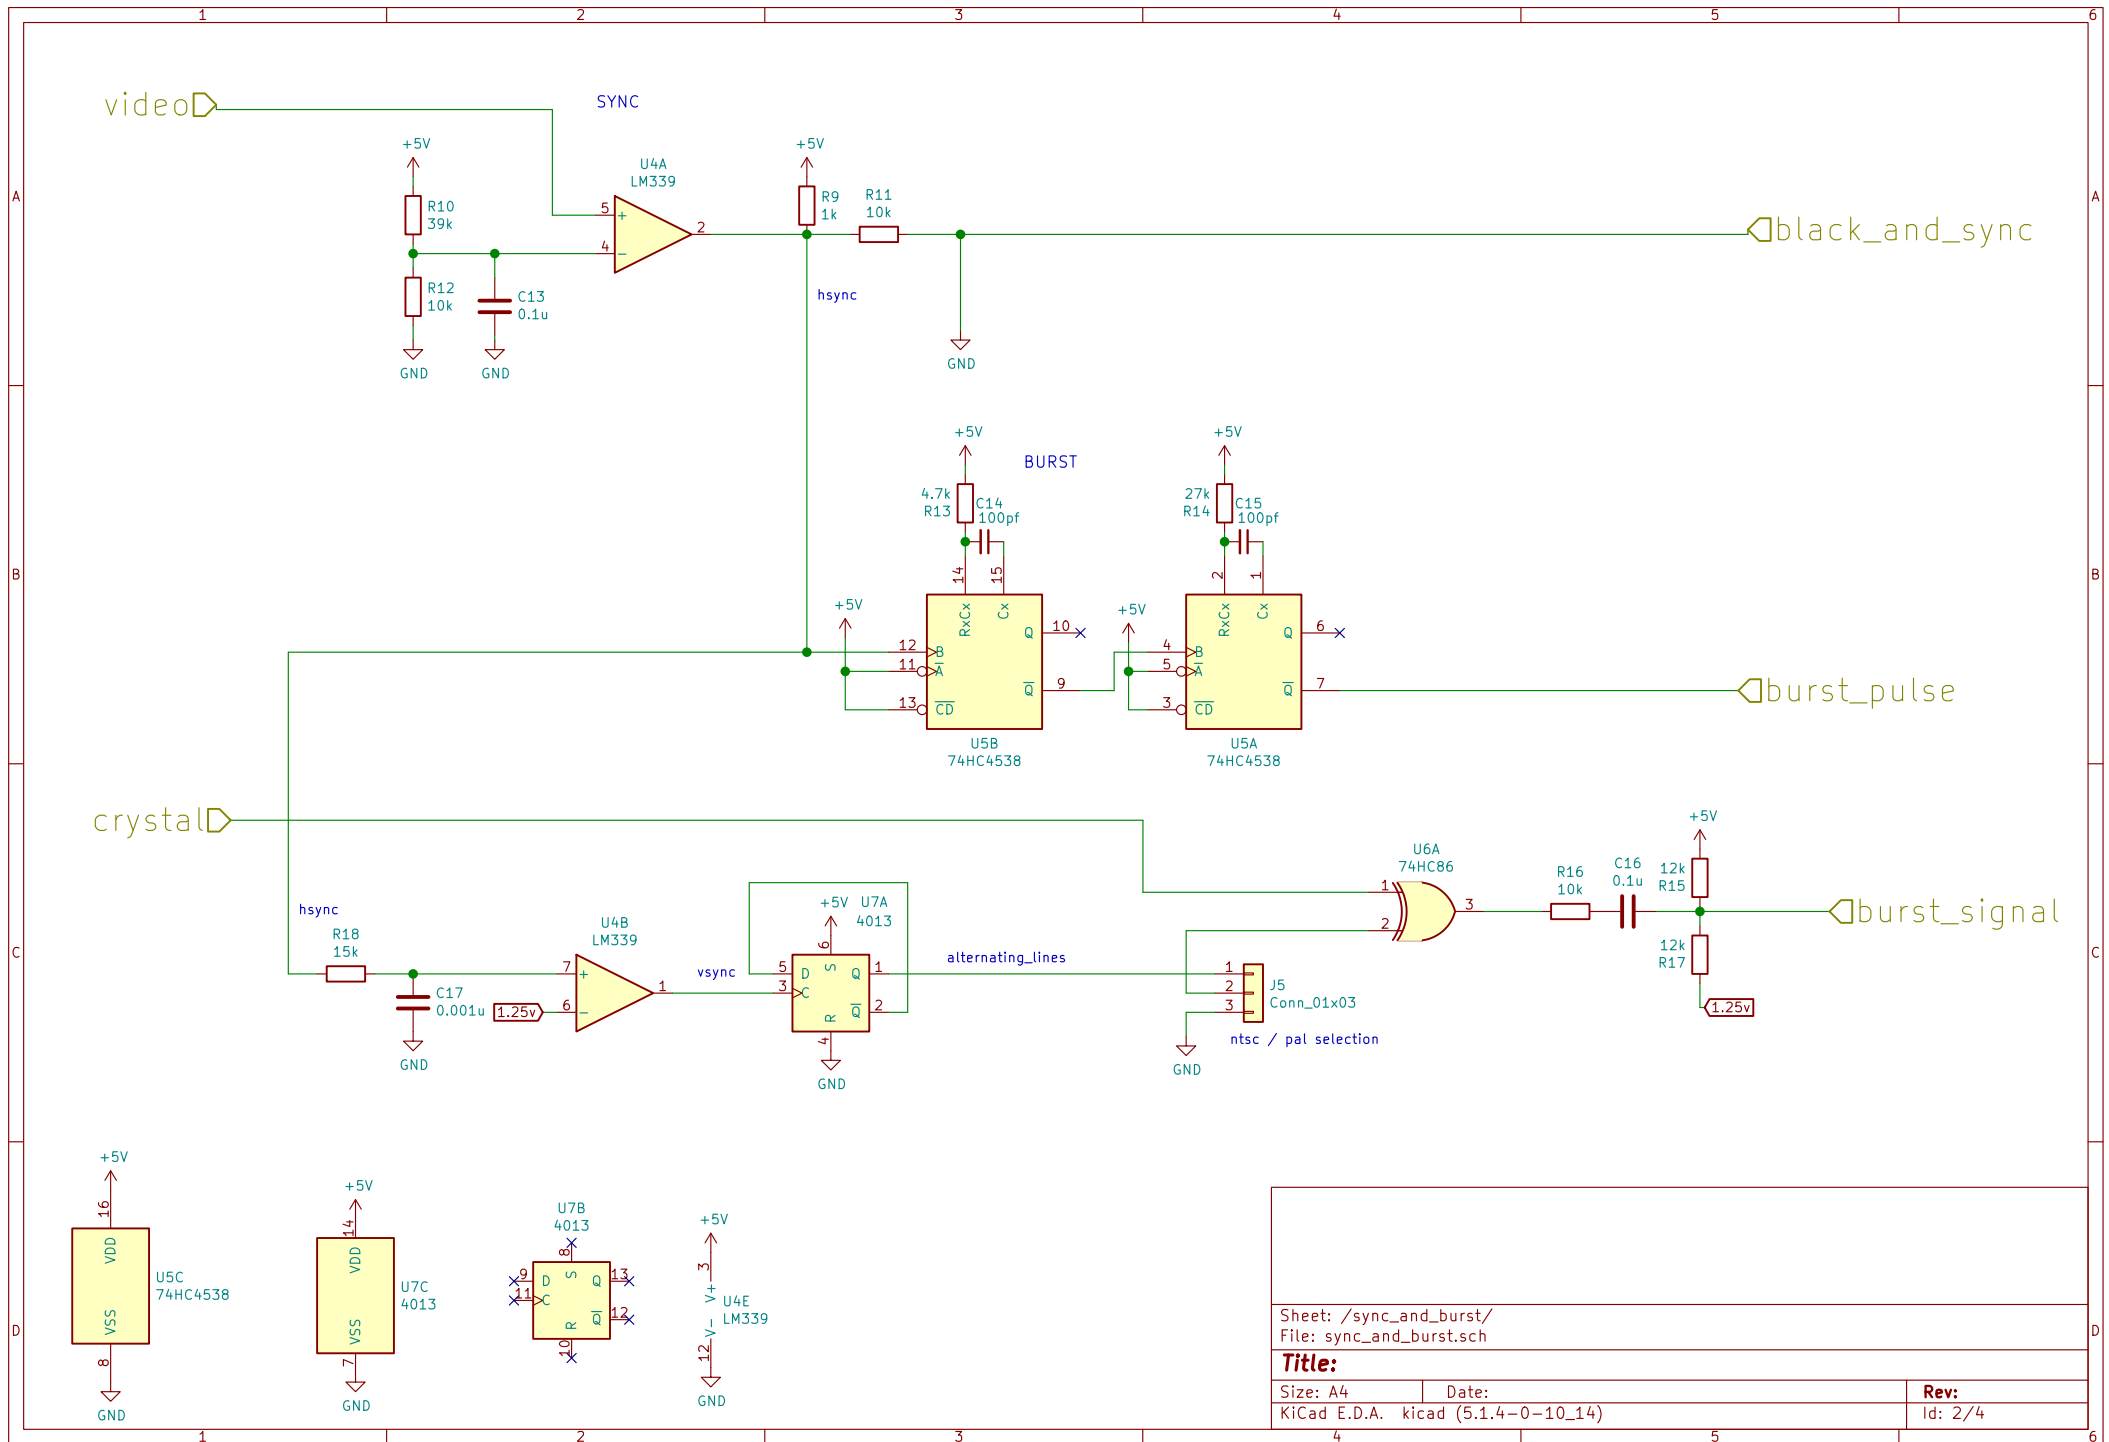 1 2 3 4 5 6
video
SYNC
+5V
+5V
U4A
LM339
A
A
R10
39k
5
+
2
R9
1k
R11
10k
black_and_sync
4
−
R12
10k
C13
0.1u
hsync
GND
GND
GND
+5V
+5V
BURST
4.7k
R13
C14
100pf
27k
R14
C15
100pf
B
B
14
15
2
1
+5V
+5V
RxCx
Cx
RxCx
Cx
Q
10
Q
6
12
B
4
B
11
A
5
A
Q
9
Q
7
burst_pulse
13
CD
3
CD
U5B
74HC4538
U5A
74HC4538
crystal
+5V
U6A
74HC86
R16
10k
C16
0.1u
12k
R15
1
2
3
burst_signal
hsync
+5V
U7A
4013
U4B
LM339
R18
15k
C
C
12k
R17
6
S
alternating_lines
vsync
7
+
1
5
D
Q
1
3
C
6
−
1.25v
R
Q
2
4
C17
0.001u
1
2
3
J5
Conn_01x03
1.25v
ntsc / pal selection
GND
GND
GND
+5V
+5V
+5V
16
VDD
VSS
8
U5C
74HC4538
GND
14
VDD
VSS
7
U7C
4013
GND
U7B
4013
8
S
9
D
Q
13
11
C
Q
12
R
10
3
V+
V−
12
U4E
LM339
GND
D
D
Sheet: /sync_and_burst/
File: sync_and_burst.sch
Title:
Size: A4
Date:
Rev:
KiCad E.D.A. kicad (5.1.4-0-10_14)
Id: 2/4
1 2 3 4 5 6